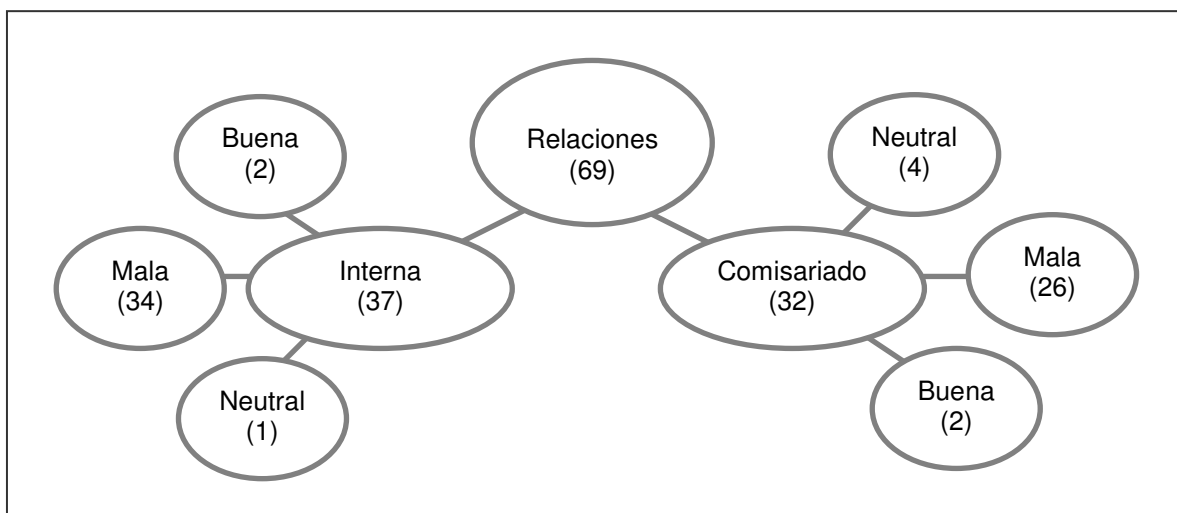 Relaciones
(69)
Buena
(2)
Mala
(34)
Interna
(37)
Neutral
(1)
Neutral
(4)
Comisariado
(32)
Mala
(26)
Buena
(2)